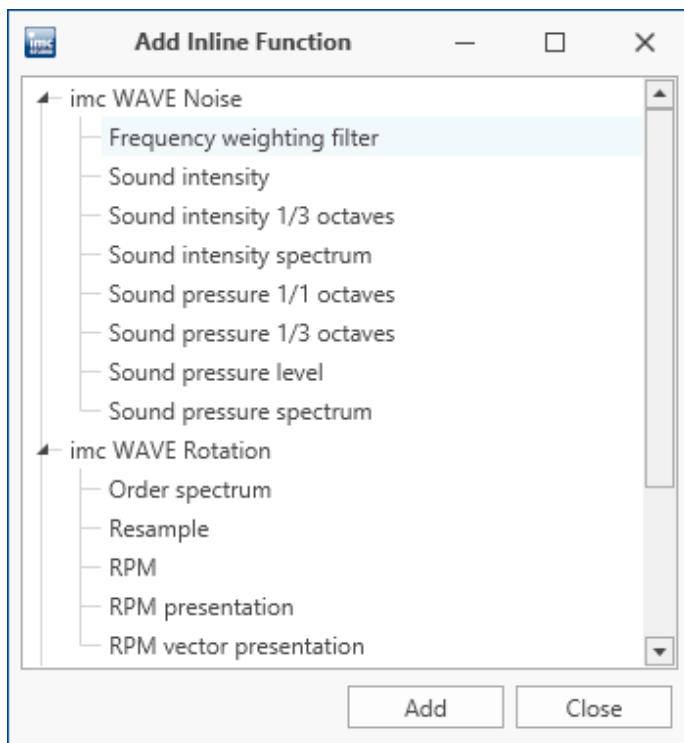 imc
Add Inline Function
imc WAVE Noise
Frequency weighting filter
Sound intensity
Sound intensity 1/3 octaves
Sound intensity spectrum
Sound pressure 1/1 octaves
Sound pressure 1/3 octaves
Sound pressure level
Sound pressure spectrum
imc WAVE Rotation
Order spectrum
Resample
RPM
RPM presentation
RPM vector presentation
Add
Close